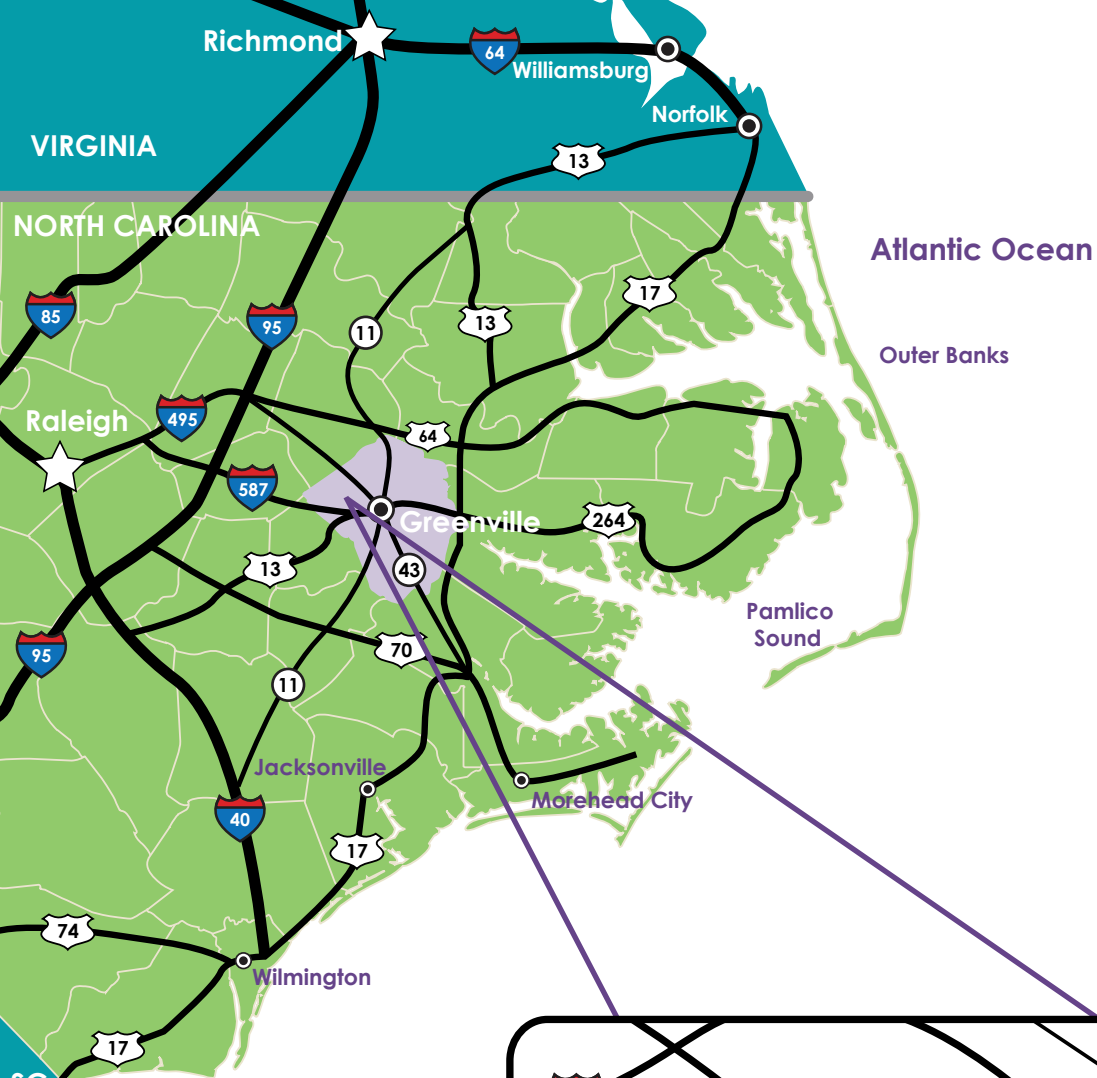 Richmond
64
Williamsburg
Norfolk
VIRGINIA
13
NORTH CAROLINA
Atlantic Ocean
17
85
95
11
13
Outer Banks
495
Raleigh
64
587
Greenville
264
13
43
Pamlico
Sound
95
70
11
Jacksonville
Morehead City
40
17
74
Wilmington
17
SC